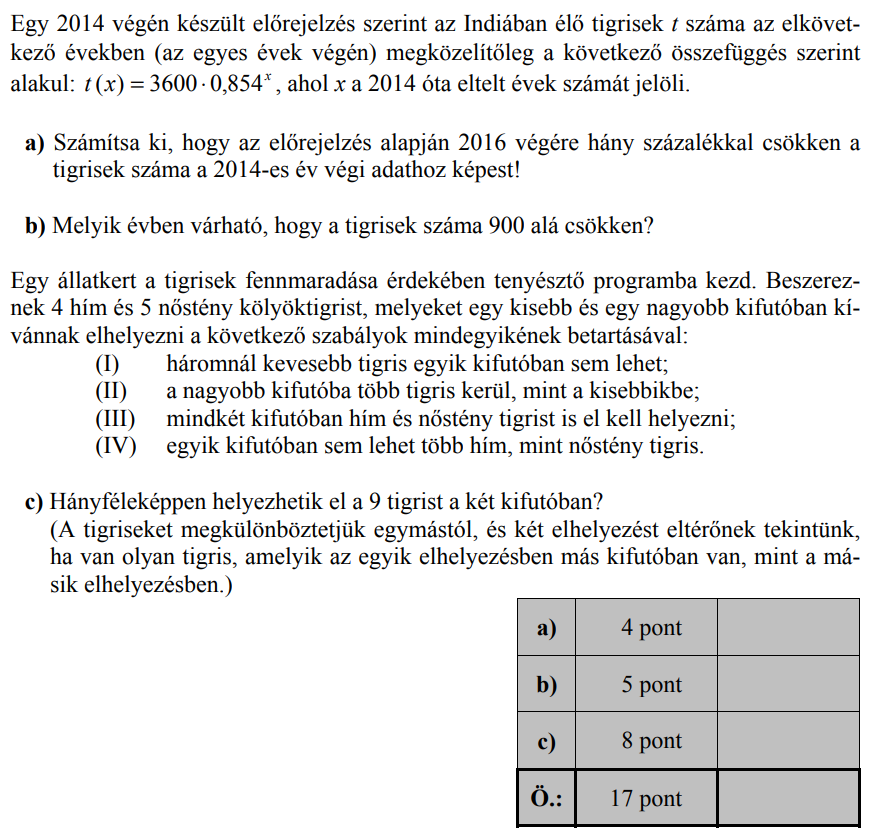 Egy 2014 végén készült előrejelzés szerint az Indiában élő tigrisek t száma az elkövet-
kező években (az egyes évek végén) megközelítőleg a következő összefüggés szerint
alakul: t(x) = 3600 · 0,854^x, ahol x a 2014 óta eltelt évek számát jelöli.
a) Számítsa ki, hogy az előrejelzés alapján 2016 végére hány százalékkal csökken a
tigrisek száma a 2014-es év végi adathoz képest!
b) Melyik évben várható, hogy a tigrisek száma 900 alá csökken?
Egy állatkert a tigrisek fennmaradása érdekében tenyésztő programba kezd. Beszerez-
nek 4 hím és 5 nőstény kölyöktigrist, melyeket egy kisebb és egy nagyobb kifutóban kí-
vánnak elhelyezni a következő szabályok mindegyikének betartásával:
(I) háromnál kevesebb tigris egyik kifutóban sem lehet;
(II) a nagyobb kifutóba több tigris kerül, mint a kisebbikbe;
(III) mindkét kifutóban hím és nőstény tigrist is el kell helyezni;
(IV) egyik kifutóban sem lehet több hím, mint nőstény tigris.
c) Hányféleképpen helyezhetik el a 9 tigrist a két kifutóban?
(A tigriseket megkülönböztetjük egymástól, és két elhelyezést eltérőnek tekintünk,
ha van olyan tigris, amelyik az egyik elhelyezésben más kifutóban van, mint a má-
sik elhelyezésben.)
a) 4 pont
b) 5 pont
c) 8 pont
Ö.: 17 pont